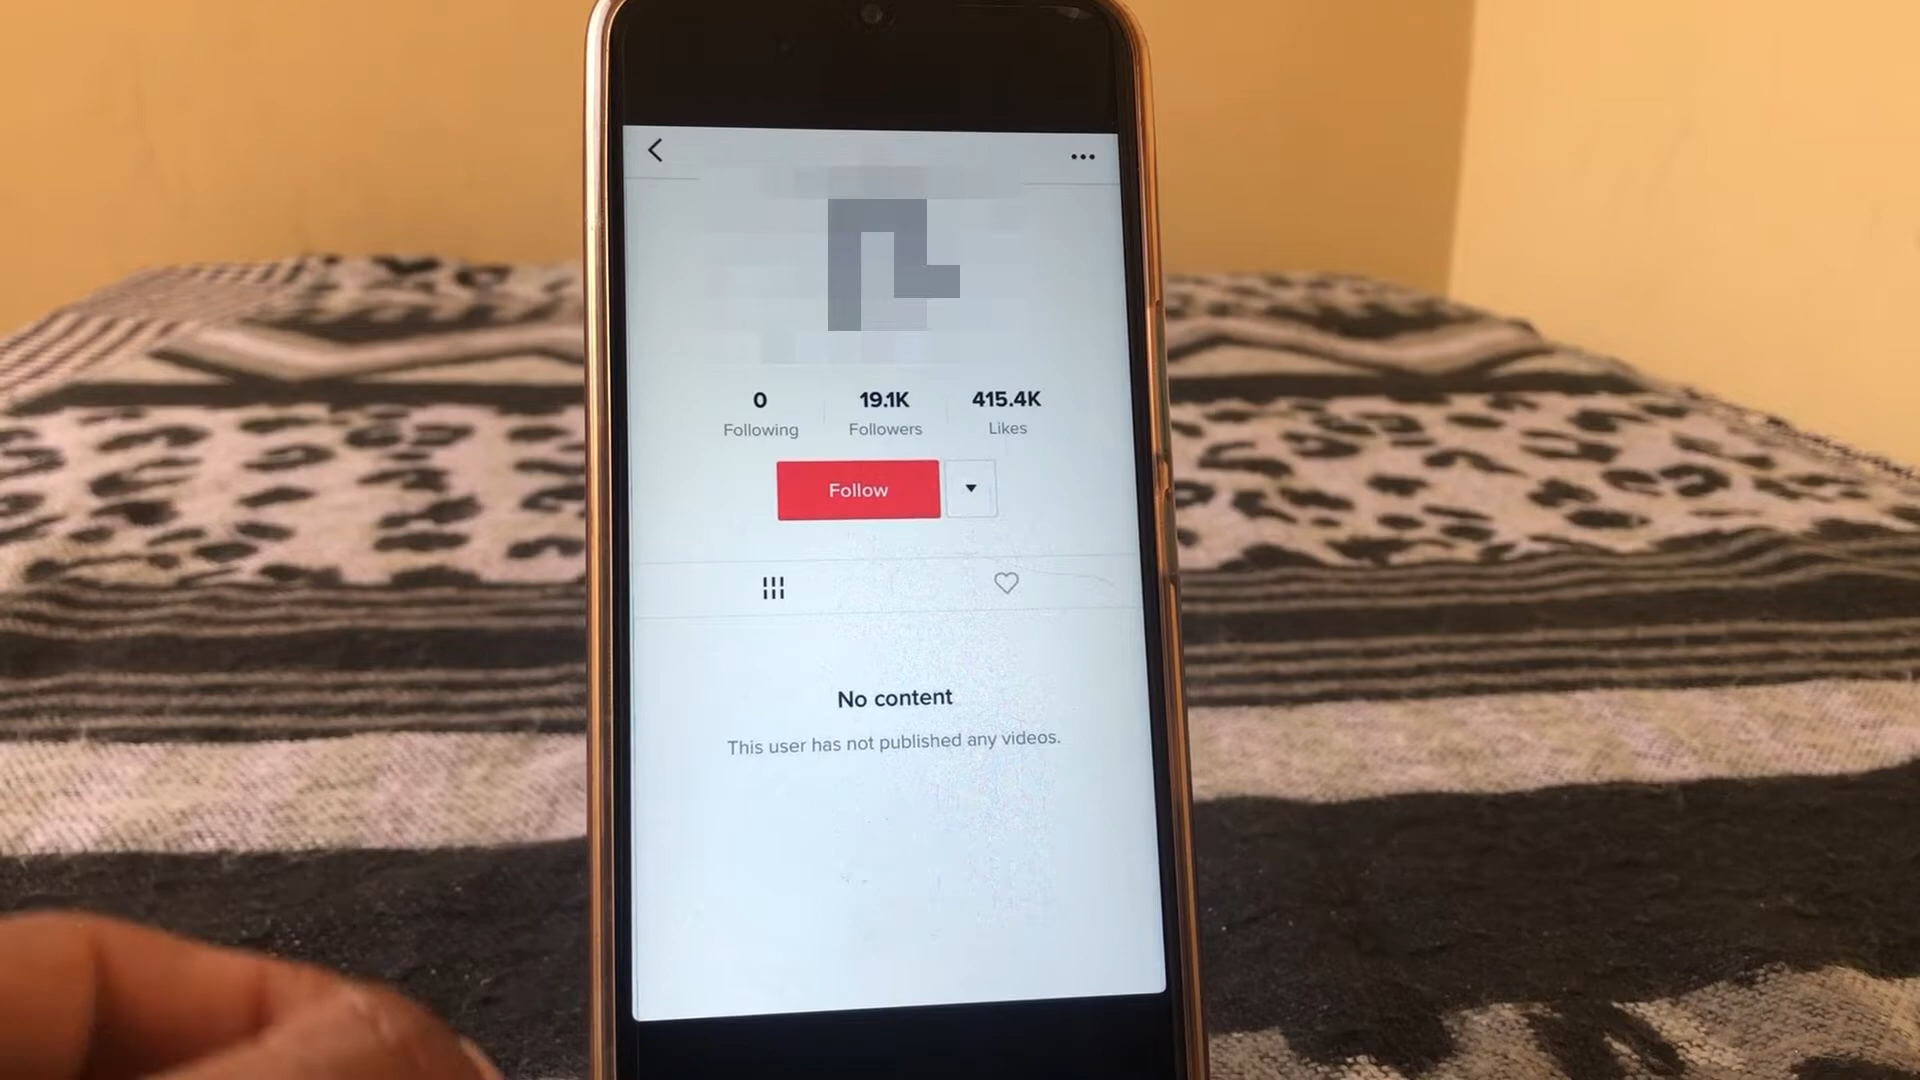 0 19.1K 415.4K
Following Followers Likes
Follow
No content
This user has not published any videos.